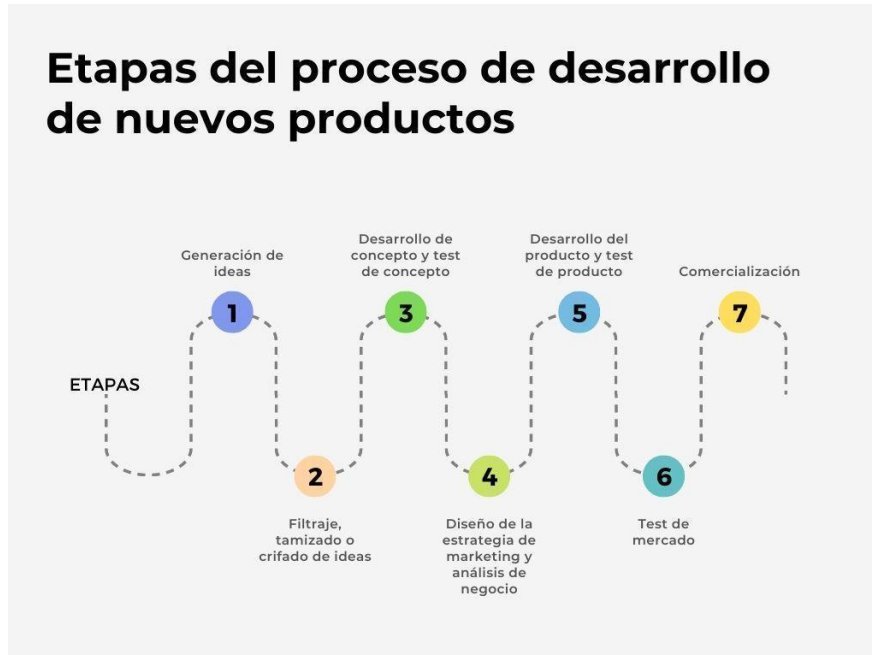 Etapas del proceso de desarrollo
de nuevos productos
ETAPAS
Generación de
ideas
1
2
Filtraje,
tamizado o
crifado de ideas
Desarrollo de
concepto y test
de concepto
3
4
Diseño de la
estrategia de
marketing y
análisis de
negocio
Desarrollo del
producto y test
de producto
5
6
Test de
mercado
Comercialización
7